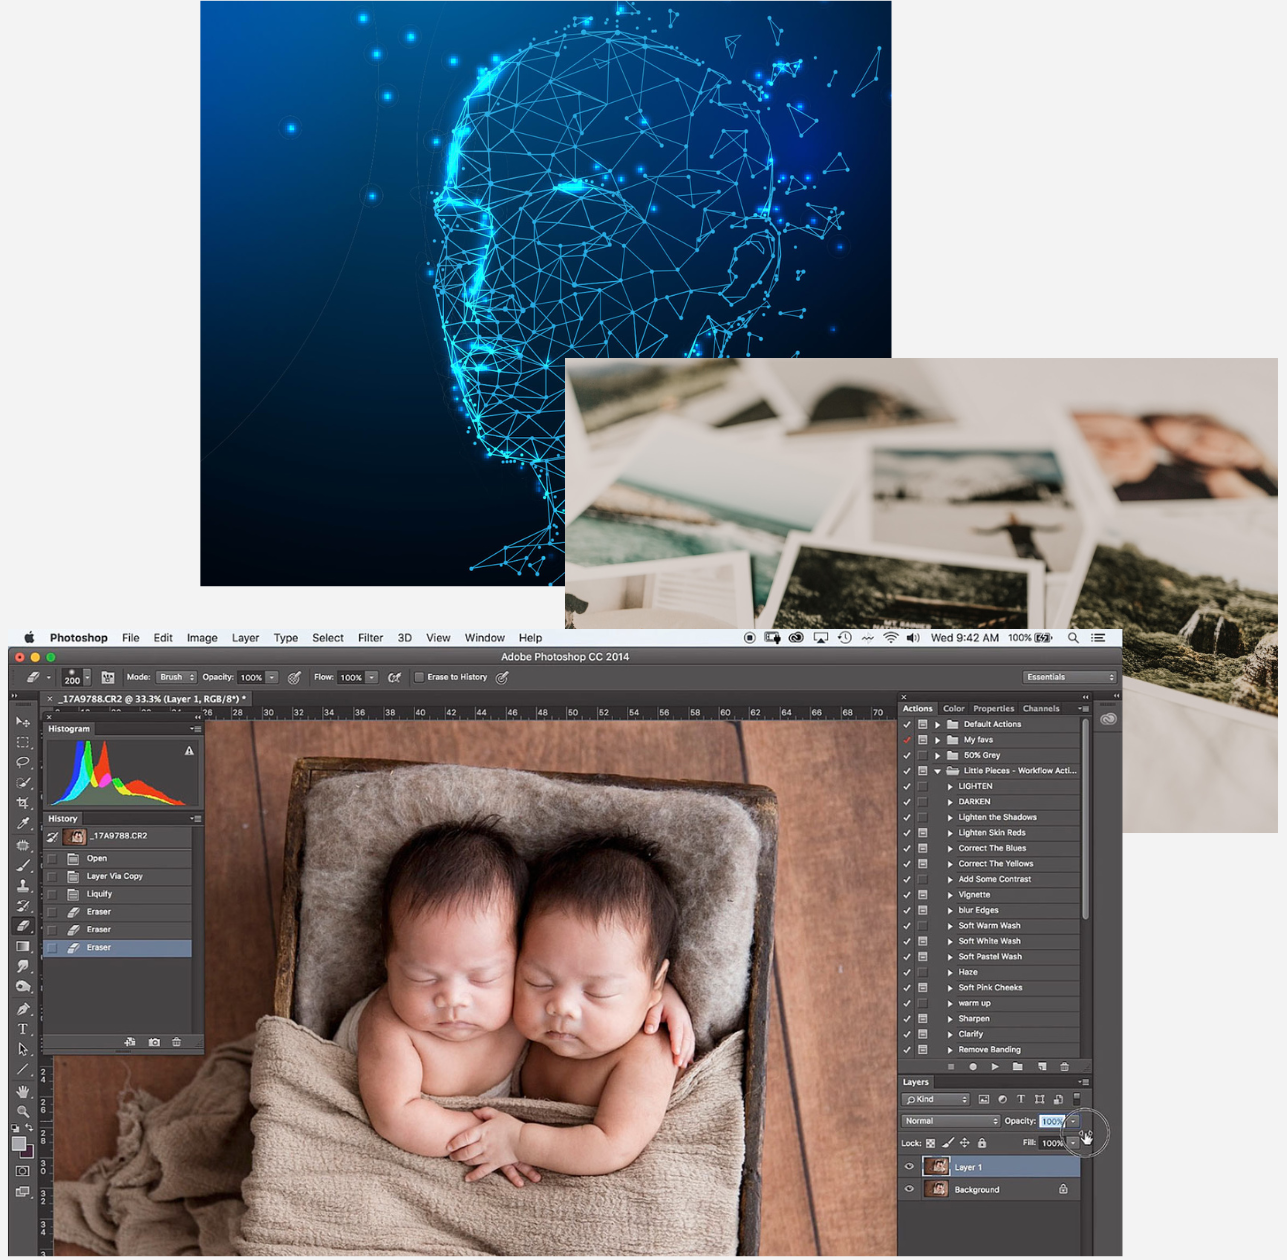 Photoshop File Edit Image Layer Type Select Filter 3D View Window Help Wed 9:42 AM 100%
Adobe Photoshop CC 2014
200 Mode: Brush Opacity: 100% Flow: 100% Erase to History Essentials
_17A9788.CR2 @ 33.3% (Layer 1, RGB/8*) *
28 30 32 34 36 38 40 42 44 46 48 50 52 54 56 58 60 62 64 66 68 70
Histogram
History
_17A9788.CR2
Open
Layer Via Copy
Liquify
Eraser
Eraser
Eraser
Actions Color Properties Channels
Default Actions
My favs
50% Grey
Little Pieces - Workflow Acti...
LIGHTEN
DARKEN
Lighten the Shadows
Lighten Skin Reds
Correct The Blues
Correct The Yellows
Add Some Contrast
Vignette
blur Edges
Soft Warm Wash
Soft White Wash
Soft Pastel Wash
Haze
Soft Pink Cheeks
warm up
Sharpen
Clarify
Remove Banding
Layers
Kind
Normal Opacity: 100%
Lock: Fill: 100%
Layer 1
Background